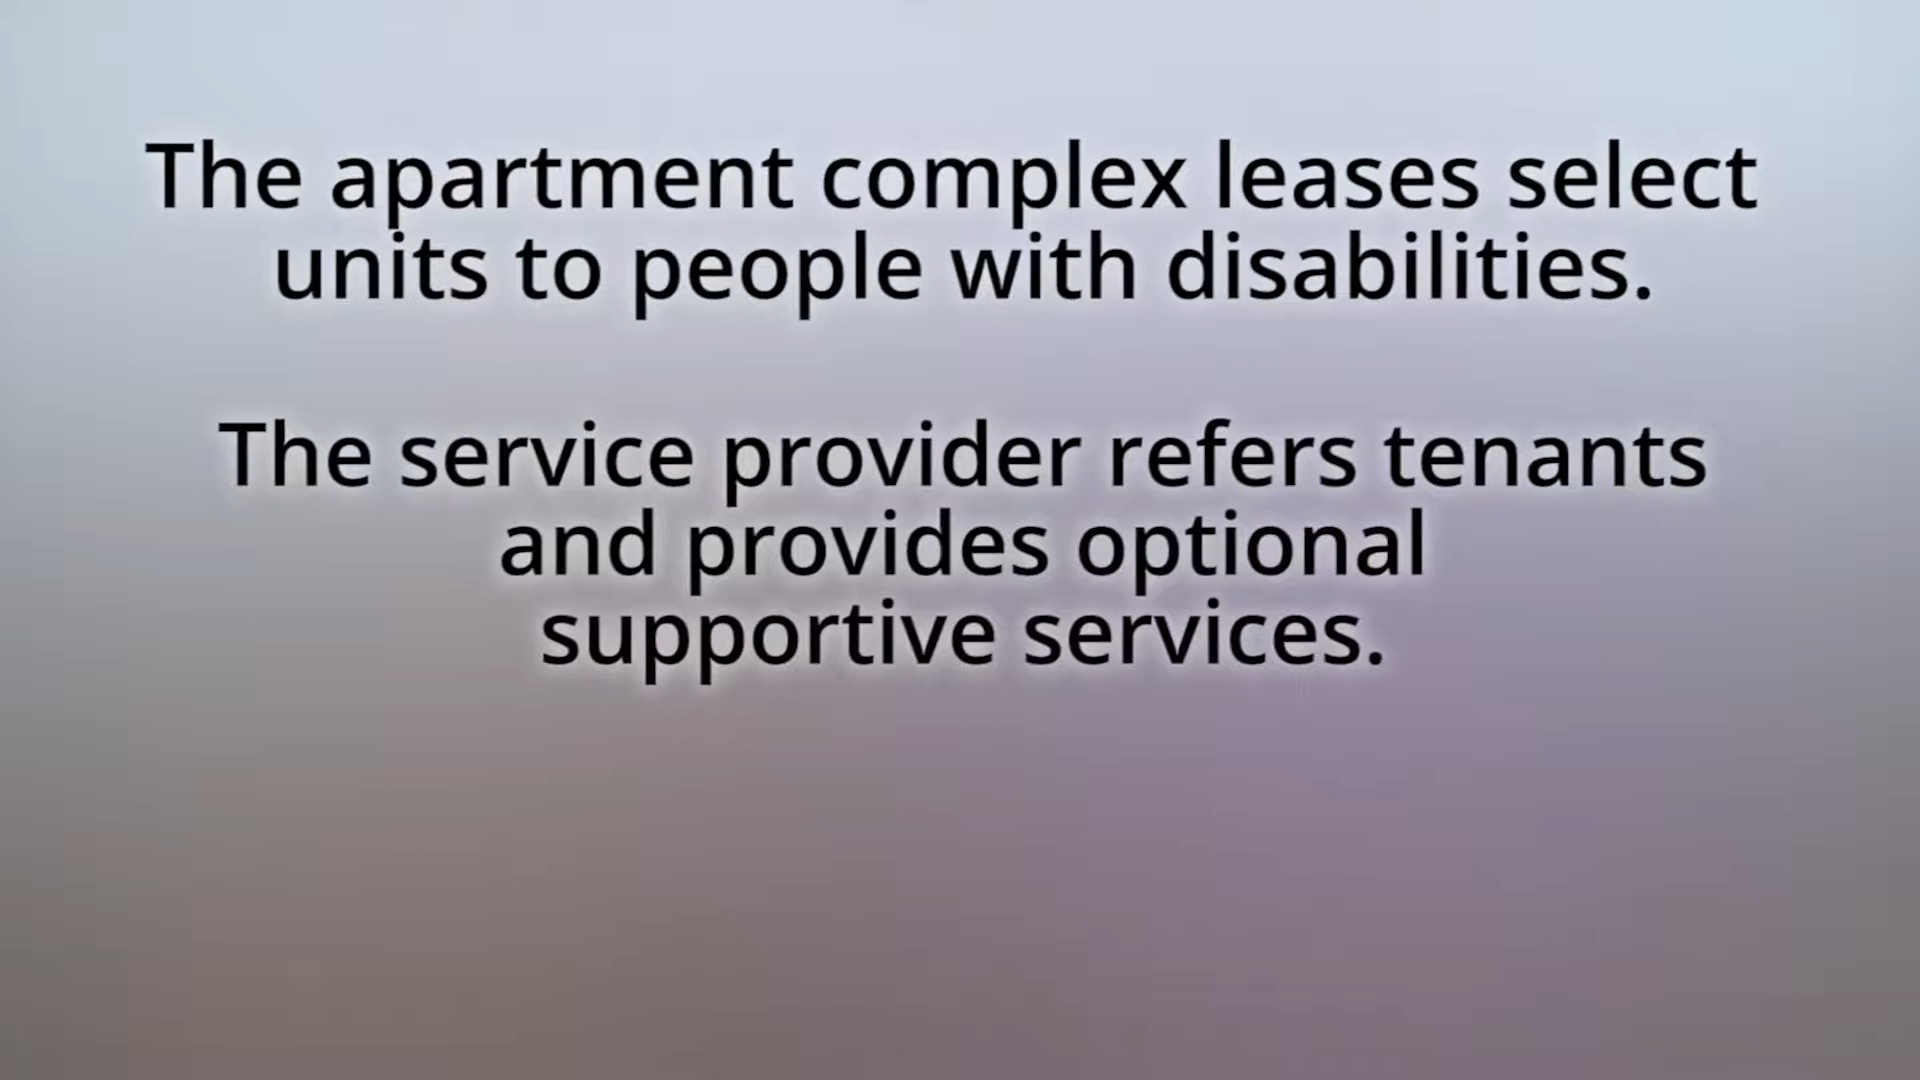 The apartment complex leases select
units to people with disabilities.
The service provider refers tenants
and provides optional
supportive services.